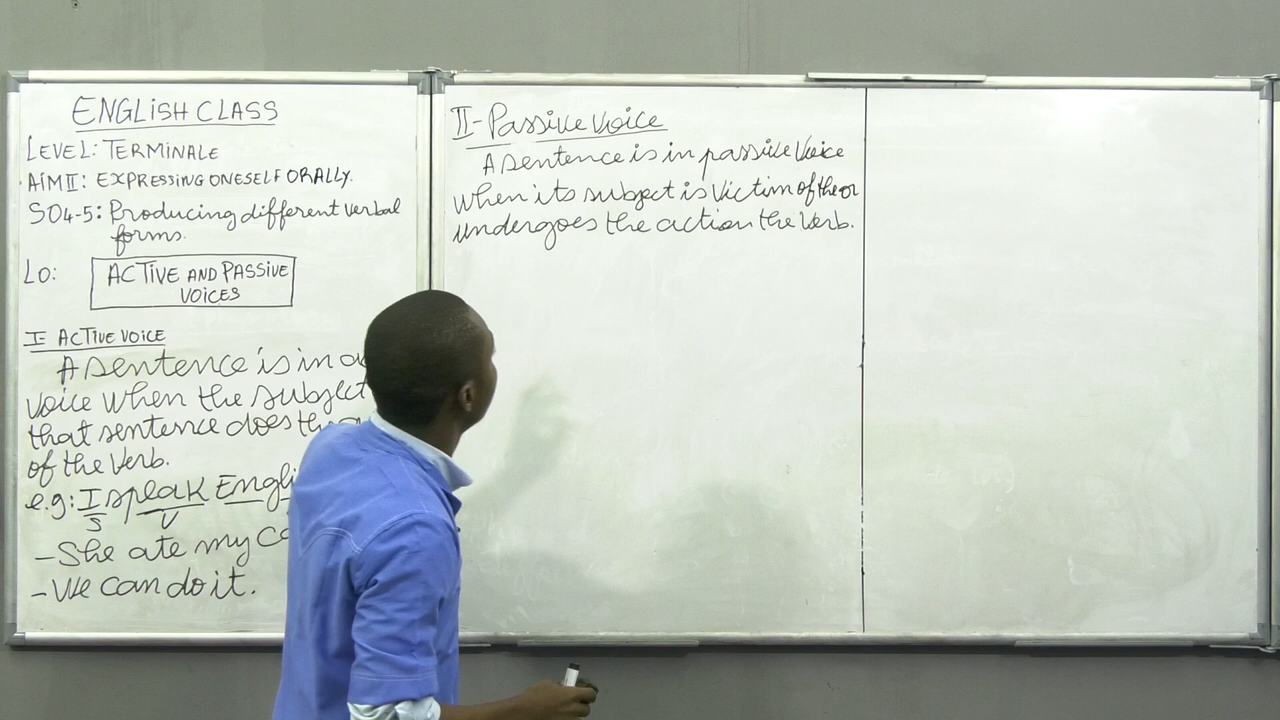 ENGLISH CLASS
LEVEL: TERMINALE
AIM II: EXPRESSING ONESELF ORALLY.
SO4-5: Producing different verbal
forms.
LO: ACTIVE AND PASSIVE
VOICES
I- ACTIVE VOICE
A sentence is in
voice when the subject
that sentence does
of the verb.
e.g: I speak
S V
- She ate my
- We can do it.
II- Passive Voice
A sentence is in passive Voice
when its subject is Victim of the or
undergoes the action the Verb.